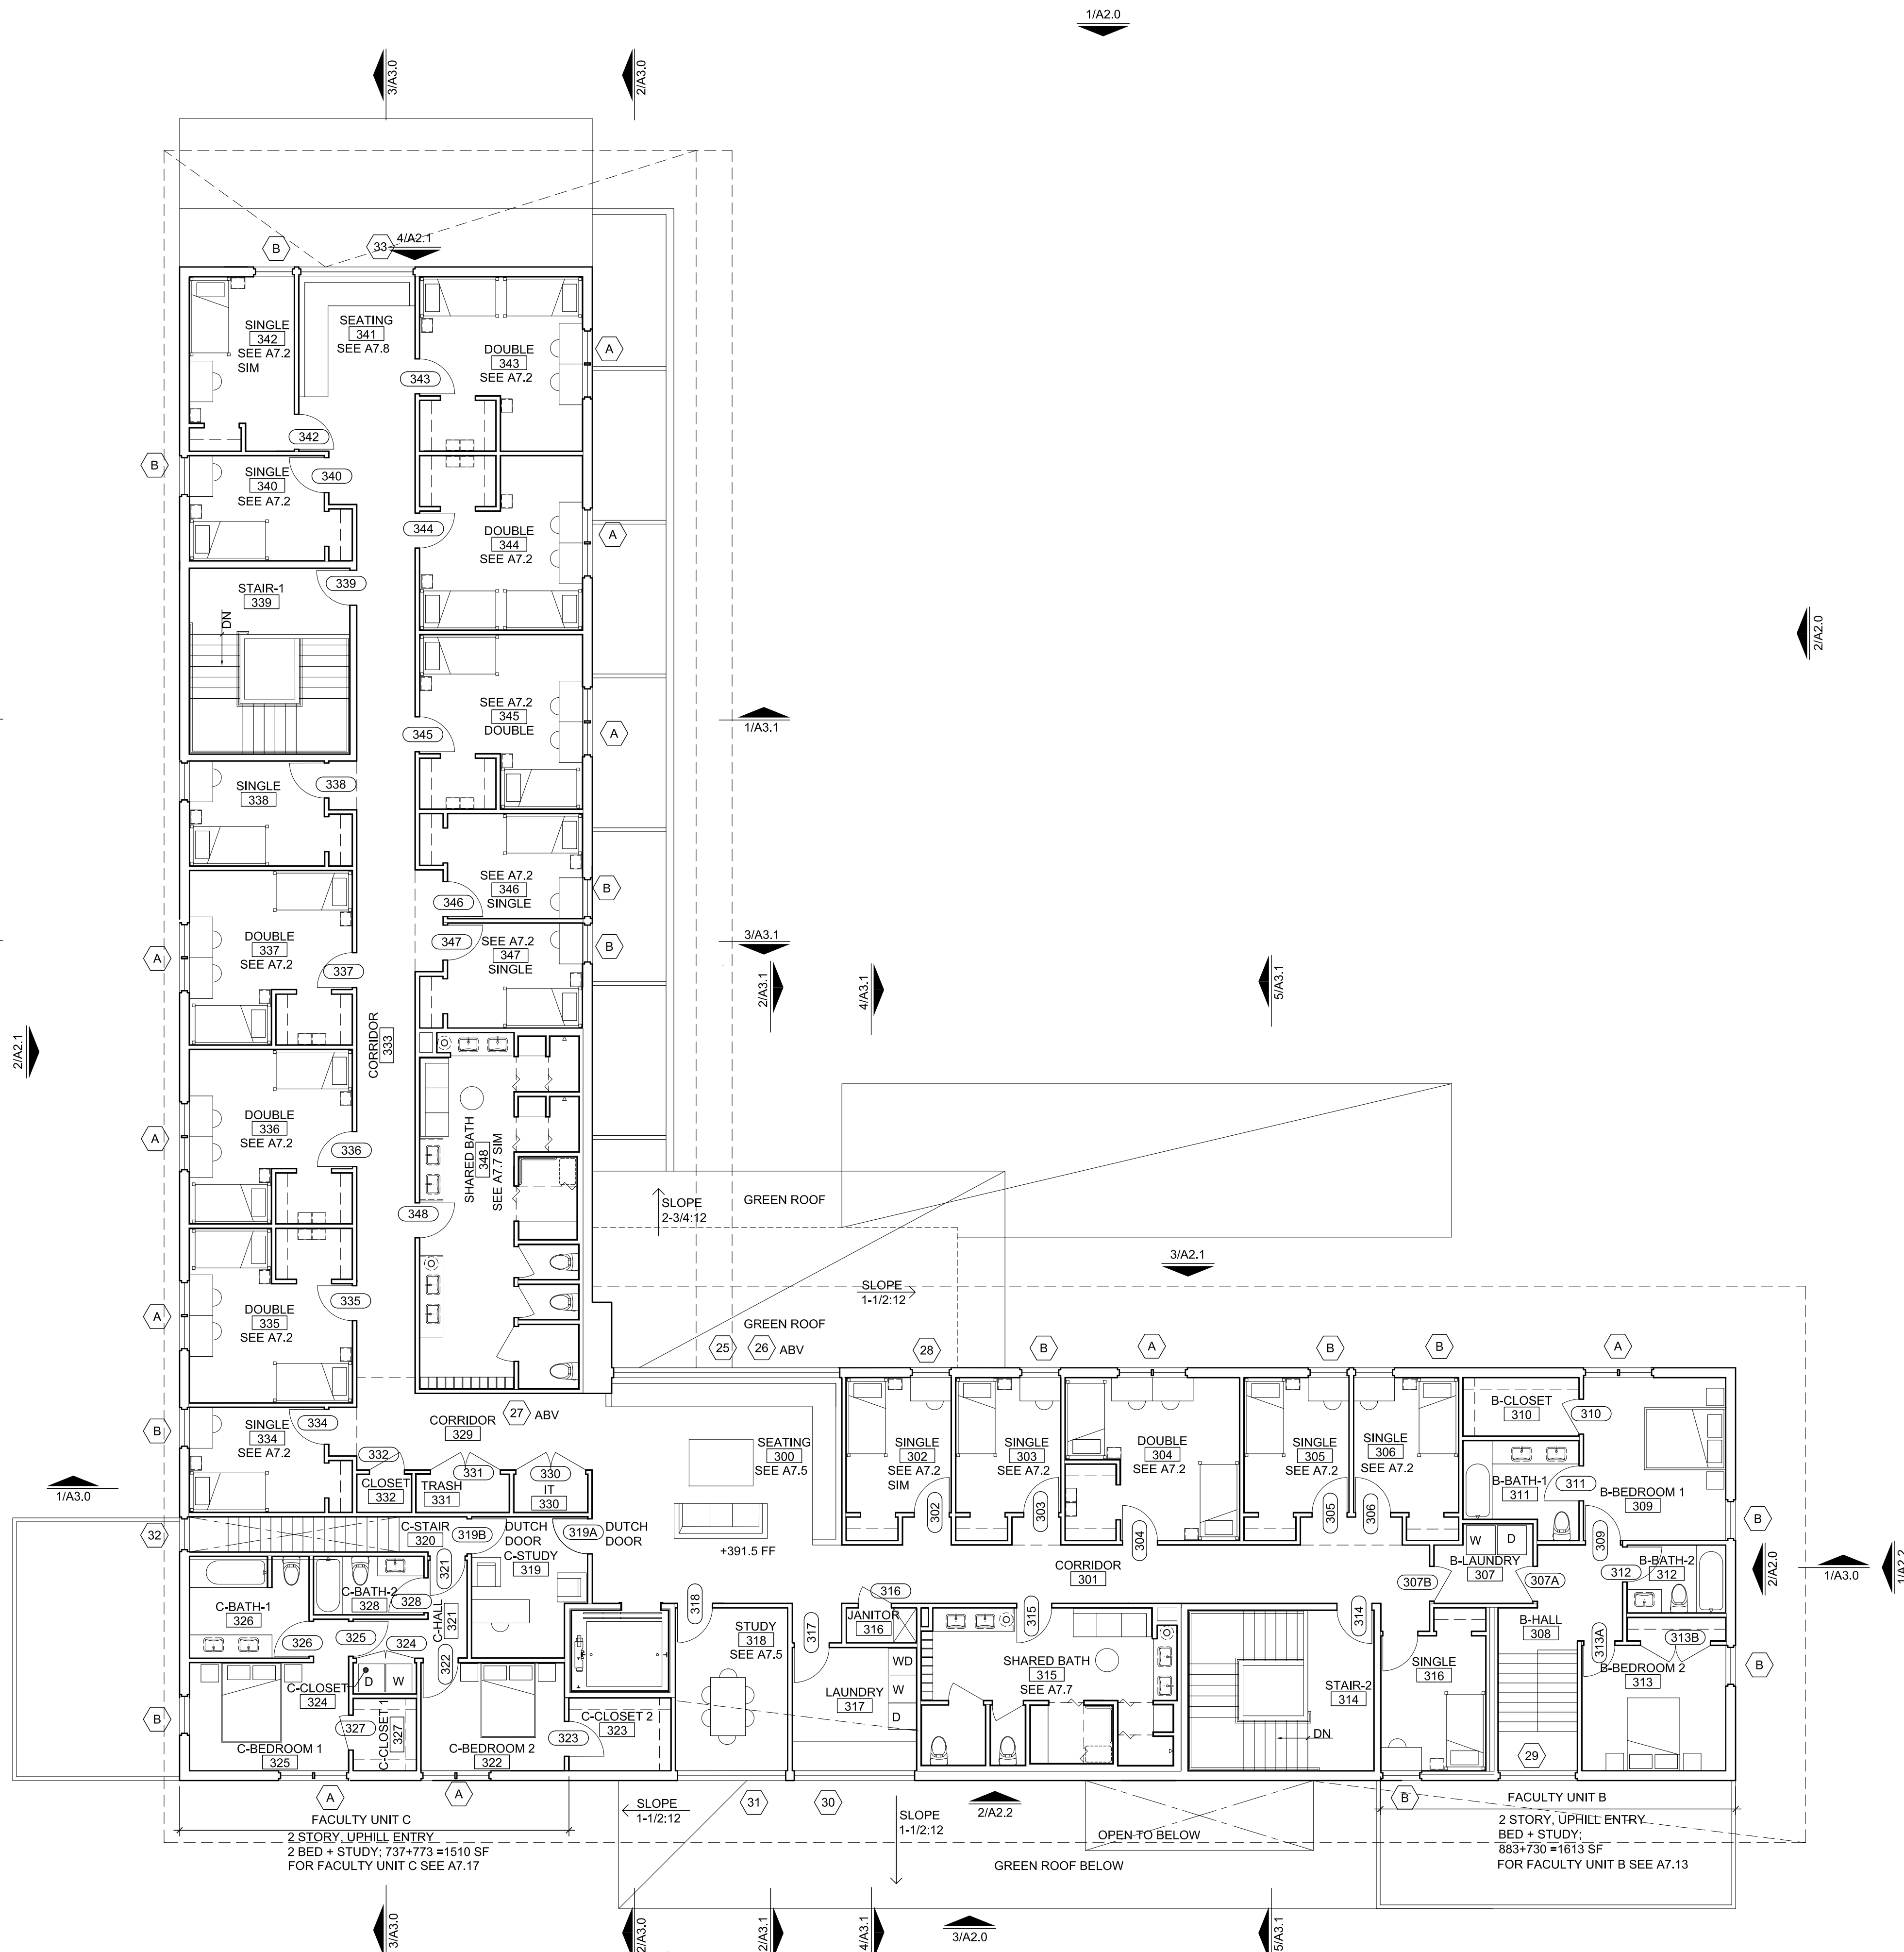 1/A2.0
3/A3.0
2/A3.0
B
33
4/A2.1
SINGLE
342
SEE A7.2
SIM
SEATING
341
SEE A7.8
DOUBLE
343
SEE A7.2
A
343
342
B
SINGLE
340
SEE A7.2
340
344
DOUBLE
344
SEE A7.2
A
STAIR-1
339
339
DN
2/A2.0
SEE A7.2
345
DOUBLE
345
A
1/A3.1
SINGLE
338
338
SEE A7.2
346
SINGLE
346
B
DOUBLE
337
SEE A7.2
337
A
347
SEE A7.2
347
SINGLE
B
3/A3.1
2/A3.1
4/A3.1
5/A3.1
2/A2.1
CORRIDOR
333
DOUBLE
336
SEE A7.2
336
A
SHARED BATH
348
SEE A7.7 SIM
348
SLOPE
2-3/4:12
GREEN ROOF
3/A2.1
SLOPE
1-1/2:12
DOUBLE
335
SEE A7.2
335
A
GREEN ROOF
25
26
ABV
28
B
A
B
B
A
B
SINGLE
334
SEE A7.2
334
CORRIDOR
329
27
ABV
332
CLOSET
332
331
TRASH
331
330
IT
330
SEATING
300
SEE A7.5
SINGLE
302
SEE A7.2
SIM
302
SINGLE
303
SEE A7.2
303
DOUBLE
304
SEE A7.2
304
SINGLE
305
SEE A7.2
305
SINGLE
306
SEE A7.2
306
B-CLOSET
310
310
B-BATH-1
311
311
B-BEDROOM 1
309
309
B
1/A3.0
32
C-STAIR
320
319B
DUTCH
DOOR
319A
DUTCH
DOOR
C-STUDY
319
+391.5 FF
CORRIDOR
301
W
D
B-LAUNDRY
307
307B
307A
B-BATH-2
312
312
2/A2.0
1/A3.0
1/A2.2
C-BATH-1
326
326
C-BATH-2
328
328
321
C-HALL
321
325
324
322
318
STUDY
318
SEE A7.5
317
316
JANITOR
316
315
SHARED BATH
315
SEE A7.7
314
STAIR-2
314
DN
SINGLE
316
B-HALL
308
313A
313B
B-BEDROOM 2
313
B
29
WD
W
D
LAUNDRY
317
C-CLOSET
324
D
W
C-CLOSET 1
327
327
323
C-CLOSET 2
323
B
C-BEDROOM 1
325
C-BEDROOM 2
322
A
A
31
30
B
FACULTY UNIT C
2 STORY, UPHILL ENTRY
2 BED + STUDY; 737+773 =1510 SF
FOR FACULTY UNIT C SEE A7.17
SLOPE
1-1/2:12
SLOPE
1-1/2:12
2/A2.2
OPEN TO BELOW
GREEN ROOF BELOW
FACULTY UNIT B
2 STORY, UPHILL ENTRY
BED + STUDY;
883+730 =1613 SF
FOR FACULTY UNIT B SEE A7.13
3/A3.0
2/A3.0
2/A3.1
4/A3.1
3/A2.0
5/A3.1